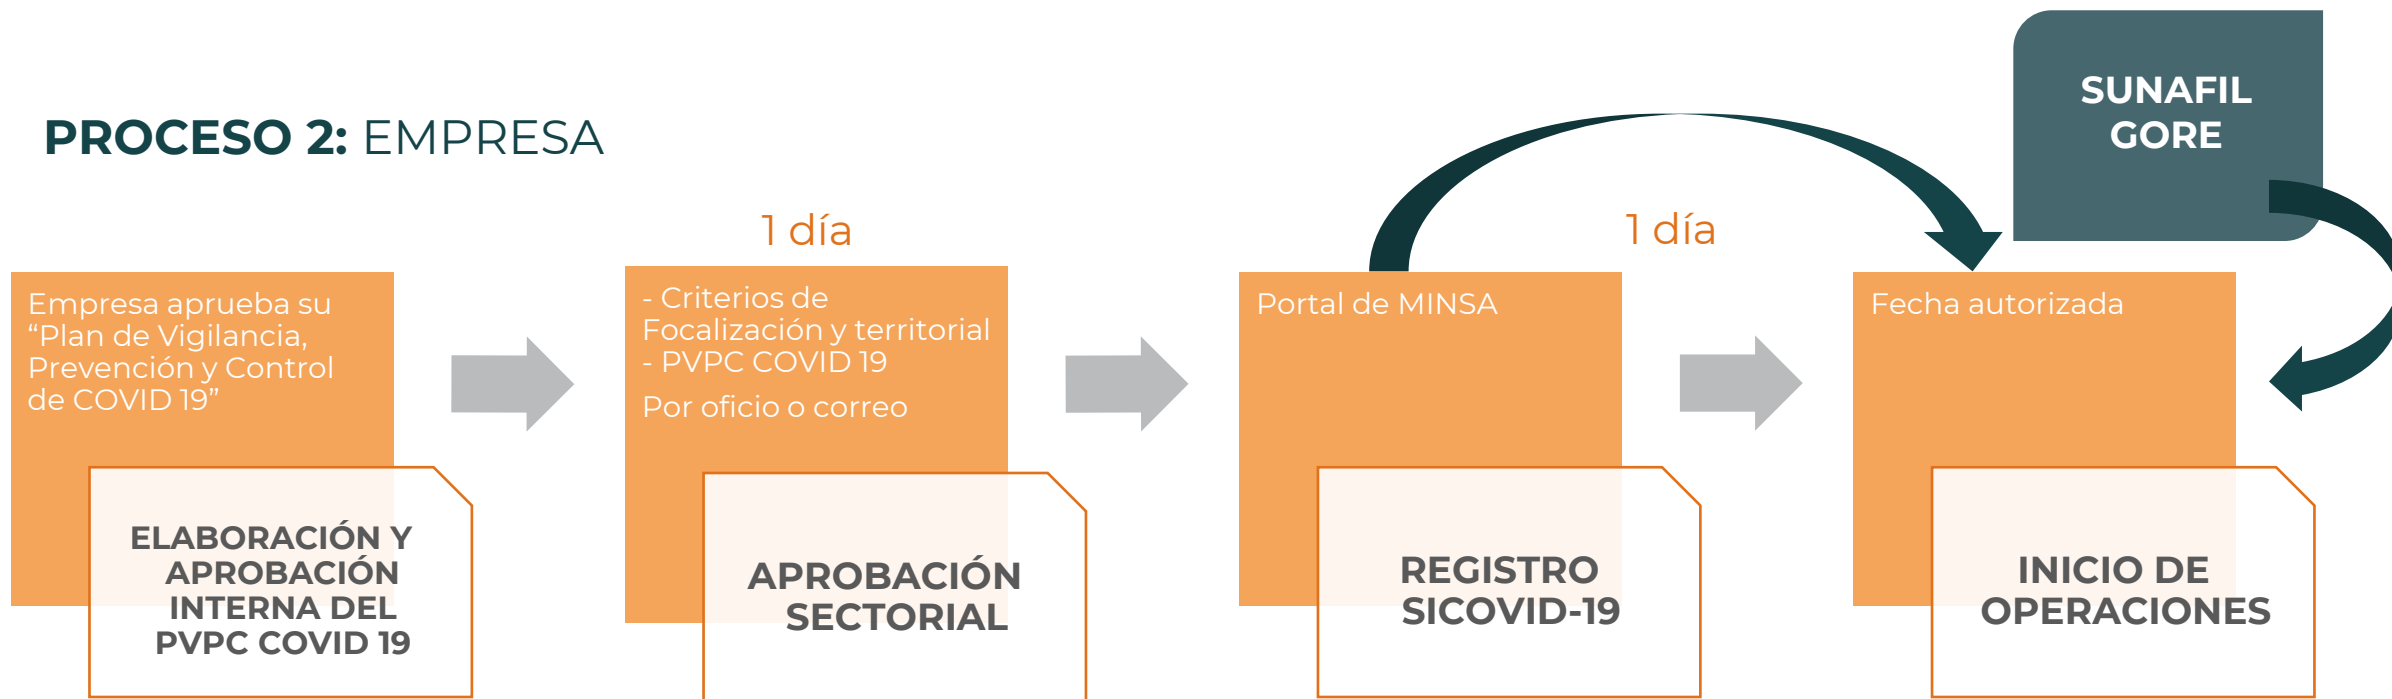 PROCESO 2: EMPRESA
SUNAFIL
GORE
1 día
1 día
Empresa aprueba su
“Plan de Vigilancia,
Prevención y Control
de COVID 19”
ELABORACIÓN Y
APROBACIÓN
INTERNA DEL
PVPC COVID 19
- Criterios de
Focalización y territorial
- PVPC COVID 19
Por oficio o correo
APROBACIÓN
SECTORIAL
Portal de MINSA
REGISTRO
SICOVID-19
Fecha autorizada
INICIO DE
OPERACIONES